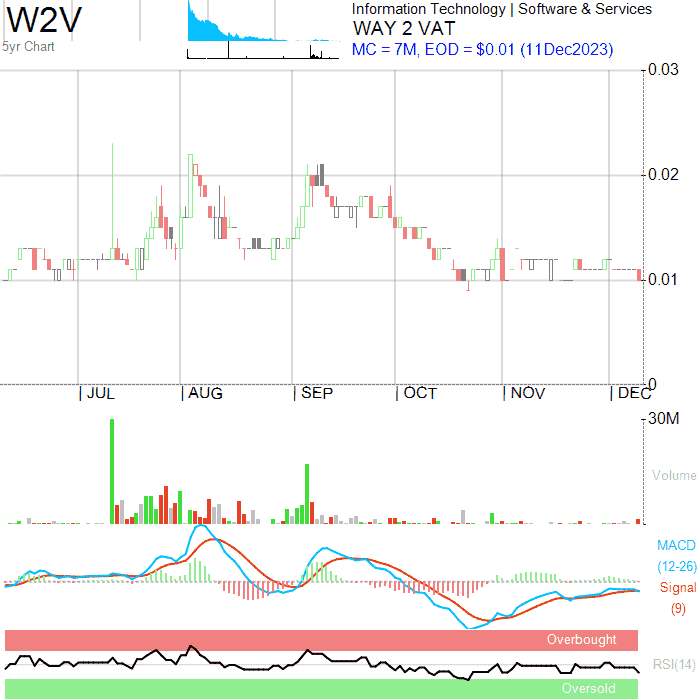 W2V
5yr Chart
Information Technology | Software & Services
WAY 2 VAT
MC = 7M, EOD = $0.01 (11Dec2023)
0.03
0.02
0.01
0
JUL AUG SEP OCT NOV DEC
30M
Volume
MACD
(12-26)
Signal
(9)
Overbought
RSI(14)
Oversold